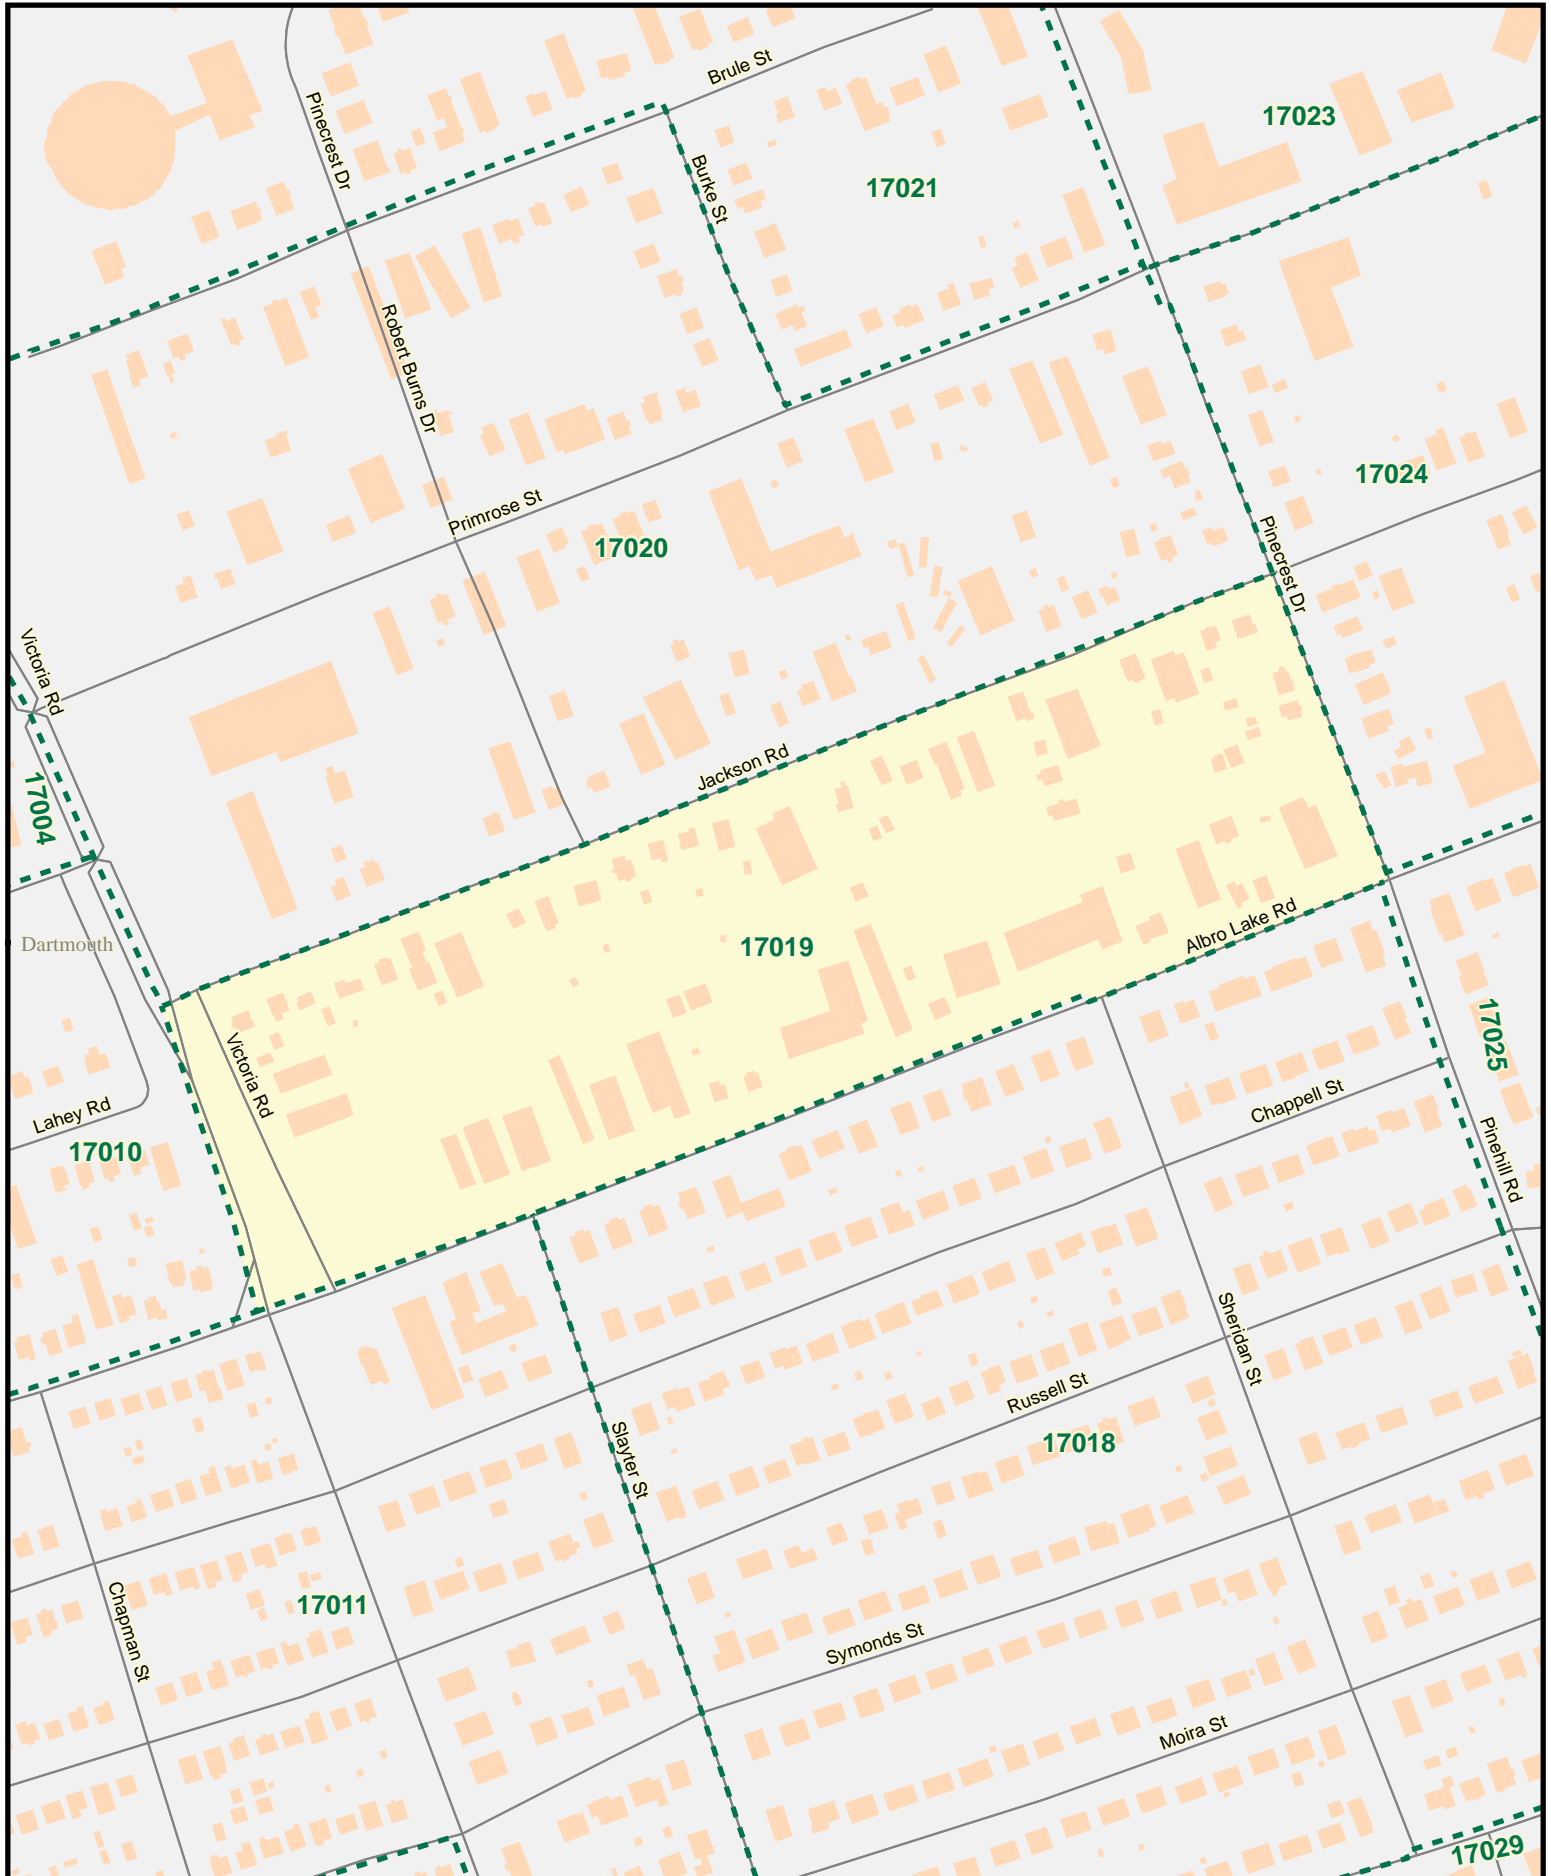 Brule St
Pinecrest Dr
17023
Burke St
17021
Robert Burns Dr
17024
Primrose St
17020
Pinecrest Dr
Victoria Rd
Jackson Rd
17004
Albro Lake Rd
Dartmouth
17019
17025
Victoria Rd
Lahey Rd
Chappell St
17010
Pinehill Rd
Sheridan St
Russell St
Slayter St
17018
Chapman St
17011
Symonds St
Moira St
17029